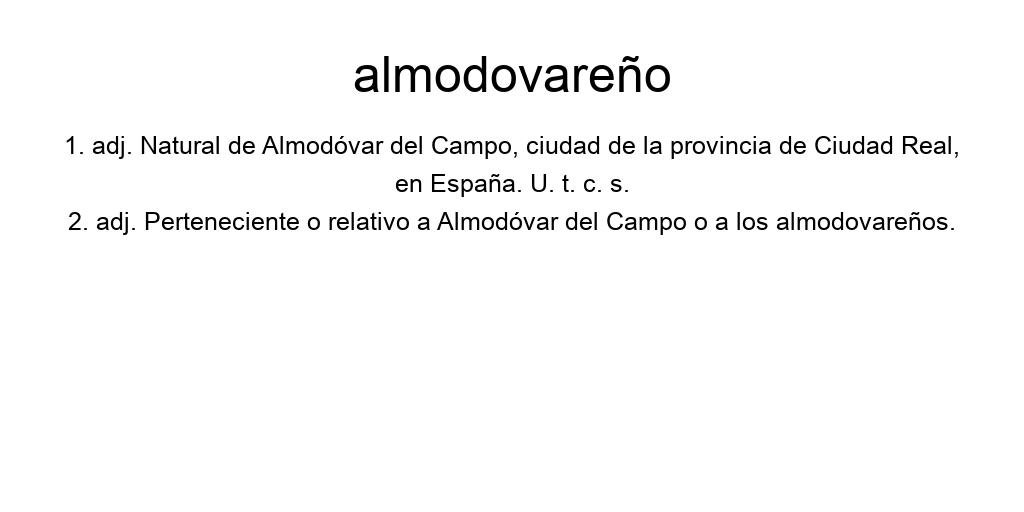 almodovareño
1. adj. Natural de Almodóvar del Campo, ciudad de la provincia de Ciudad Real,
en España. U. t. c. s.
2. adj. Perteneciente o relativo a Almodóvar del Campo o a los almodovareños.